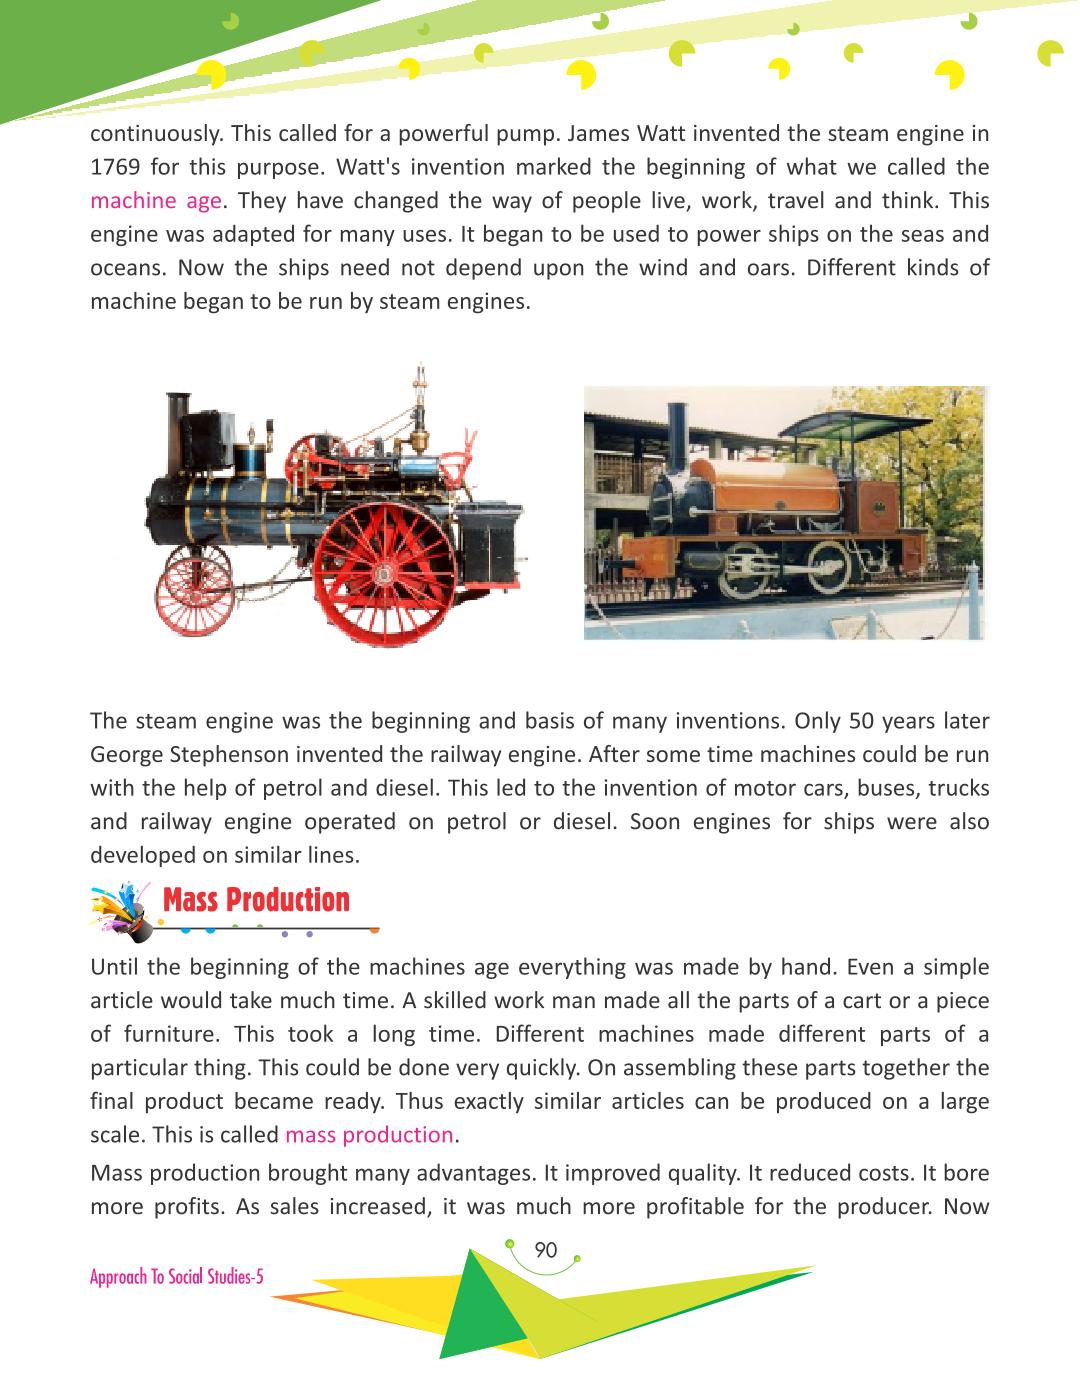 continuously. This called for a powerful pump. James Watt invented the steam engine in
1769 for this purpose. Watt's invention marked the beginning of what we called the
machine age. They have changed the way of people live, work, travel and think. This
engine was adapted for many uses. It began to be used to power ships on the seas and
oceans. Now the ships need not depend upon the wind and oars. Different kinds of
machine began to be run by steam engines.
The steam engine was the beginning and basis of many inventions. Only 50 years later
George Stephenson invented the railway engine. After some time machines could be run
with the help of petrol and diesel. This led to the invention of motor cars, buses, trucks
and railway engine operated on petrol or diesel. Soon engines for ships were also
developed on similar lines.
Mass Production
Until the beginning of the machines age everything was made by hand. Even a simple
article would take much time. A skilled work man made all the parts of a cart or a piece
of furniture. This took a long time. Different machines made different parts of a
particular thing. This could be done very quickly. On assembling these parts together the
final product became ready. Thus exactly similar articles can be produced on a large
scale. This is called mass production.
Mass production brought many advantages. It improved quality. It reduced costs. It bore
more profits. As sales increased, it was much more profitable for the producer. Now
90
Approach To Social Studies-5